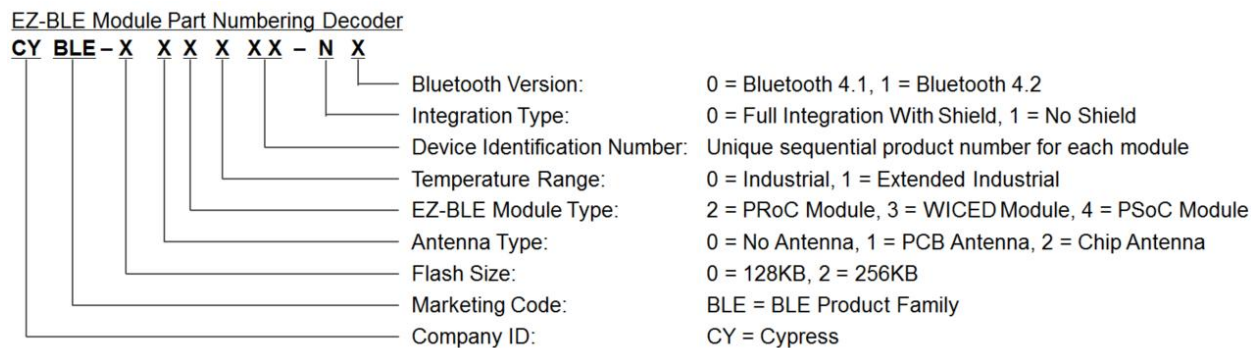 EZ-BLE Module Part Numbering Decoder
CY BLE – X X X X X X – N X
Bluetooth Version: 0 = Bluetooth 4.1, 1 = Bluetooth 4.2
Integration Type: 0 = Full Integration With Shield, 1 = No Shield
Device Identification Number: Unique sequential product number for each module
Temperature Range: 0 = Industrial, 1 = Extended Industrial
EZ-BLE Module Type: 2 = PRoC Module, 3 = WICED Module, 4 = PSoC Module
Antenna Type: 0 = No Antenna, 1 = PCB Antenna, 2 = Chip Antenna
Flash Size: 0 = 128KB, 2 = 256KB
Marketing Code: BLE = BLE Product Family
Company ID: CY = Cypress